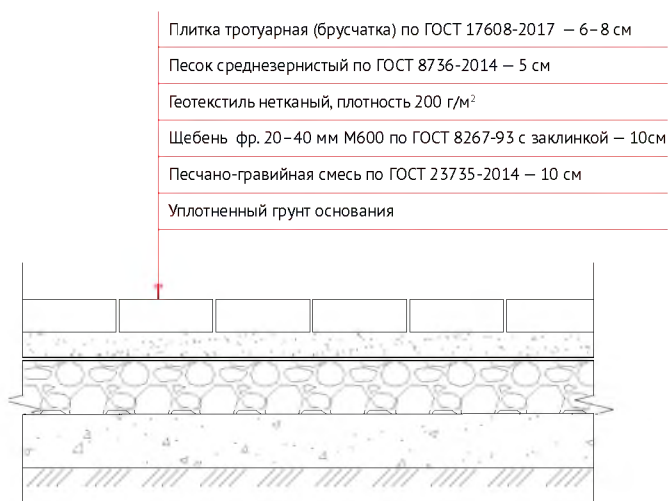 Плитка тротуарная (брусчатка) по ГОСТ 17608-2017 — 6–8 см
Песок среднезернистый по ГОСТ 8736-2014 — 5 см
Геотекстиль нетканый, плотность 200 г/м²
Щебень фр. 20–40 мм М600 по ГОСТ 8267-93 с заклинкой — 10см
Песчано-гравийная смесь по ГОСТ 23735-2014 — 10 см
Уплотненный грунт основания